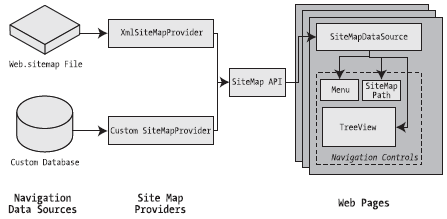 XmlSiteMapProvider
SiteMapDataSource
Web.sitemap File
SiteMap API
Menu
SiteMap
Path
Custom SiteMapProvider
TreeView
Navigation Controls
Custom Database
Navigation
Data Sources
Site Map
Providers
Web Pages